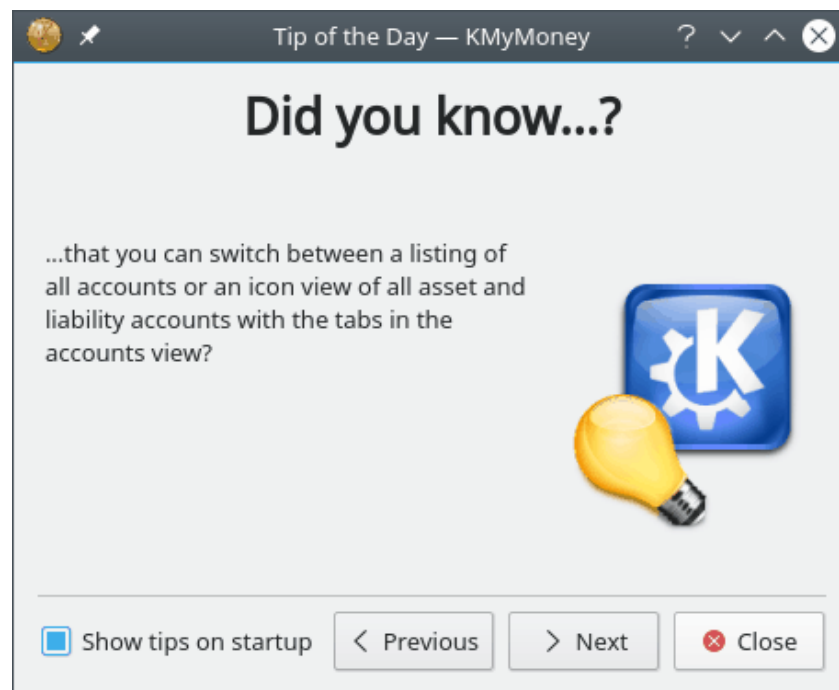 Tip of the Day — KMyMoney
Did you know...?
...that you can switch between a listing of
all accounts or an icon view of all asset and
liability accounts with the tabs in the
accounts view?
K
Show tips on startup
Previous
Next
Close